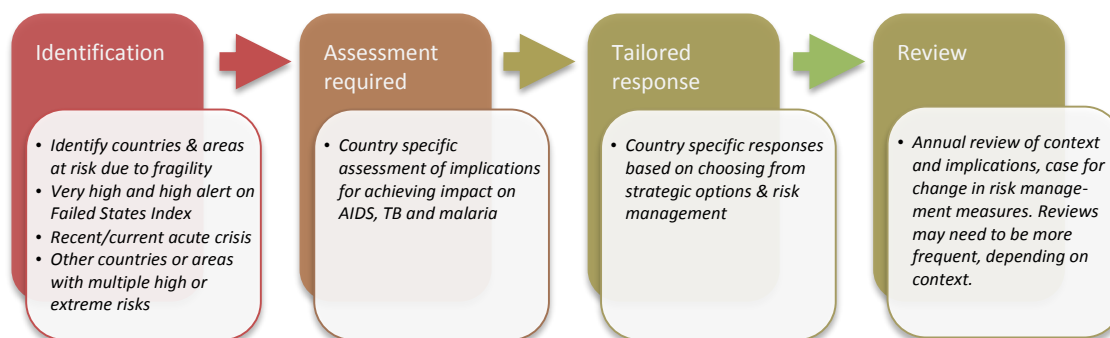 Identification
• Identify countries & areas
at risk due to fragility
• Very high and high alert on
Failed States Index
• Recent/current acute crisis
• Other countries or areas
with multiple high or
extreme risks
Assessment
required
• Country specific
assessment of implications
for achieving impact on
AIDS, TB and malaria
Tailored
response
• Country specific responses
based on choosing from
strategic options & risk
management
Review
• Annual review of context
and implications, case for
change in risk manage-
ment measures. Reviews
may need to be more
frequent, depending on
context.